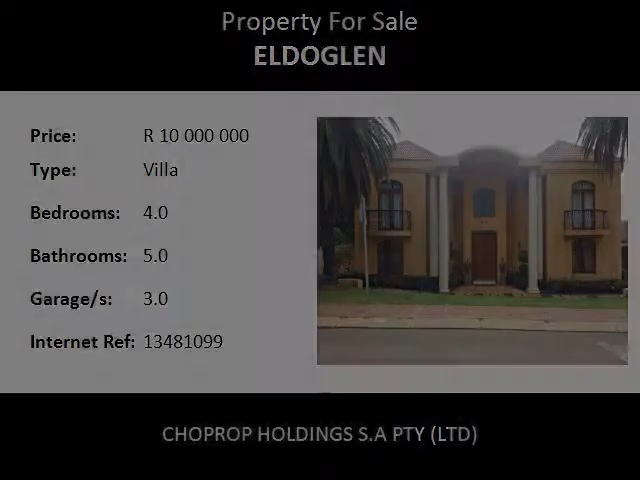 Property For Sale
ELDOGLEN
Price: R 10 000 000
Type: Villa
Bedrooms: 4.0
Bathrooms: 5.0
Garage/s: 3.0
Internet Ref: 13481099
CHOPROP HOLDINGS S.A PTY (LTD)